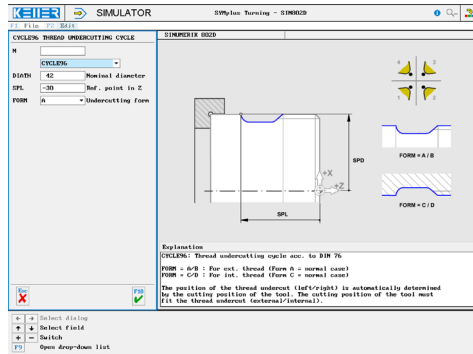 KELLER
SIMULATOR
SYMplus Turning - SIN802D
F1 File F2 Edit
CYCLE96 THREAD UNDERCUTTING CYCLE
SINUMERIK 802D
N
CYCLE96
DIATH 42 Nominal diameter
SPL -30 Ref. point in Z
FORM A Undercutting form
4 3
1 2
FORM = A / B
SPD
+X
+Z
FORM = C / D
SPL
Explanation
CYCLE96: Thread undercutting cycle acc. to DIN 76
FORM = A/B : For ext. thread (Form A = normal case)
FORM = C/D : For int. thread (Form C = normal case)
The position of the thread undercut (left/right) is automatically determined
by the cutting position of the tool. The cutting position of the tool must
fit the thread undercut (external/internal).
Esc F10
Select dialog
Select field
+ - Switch
F9 Open drop-down list